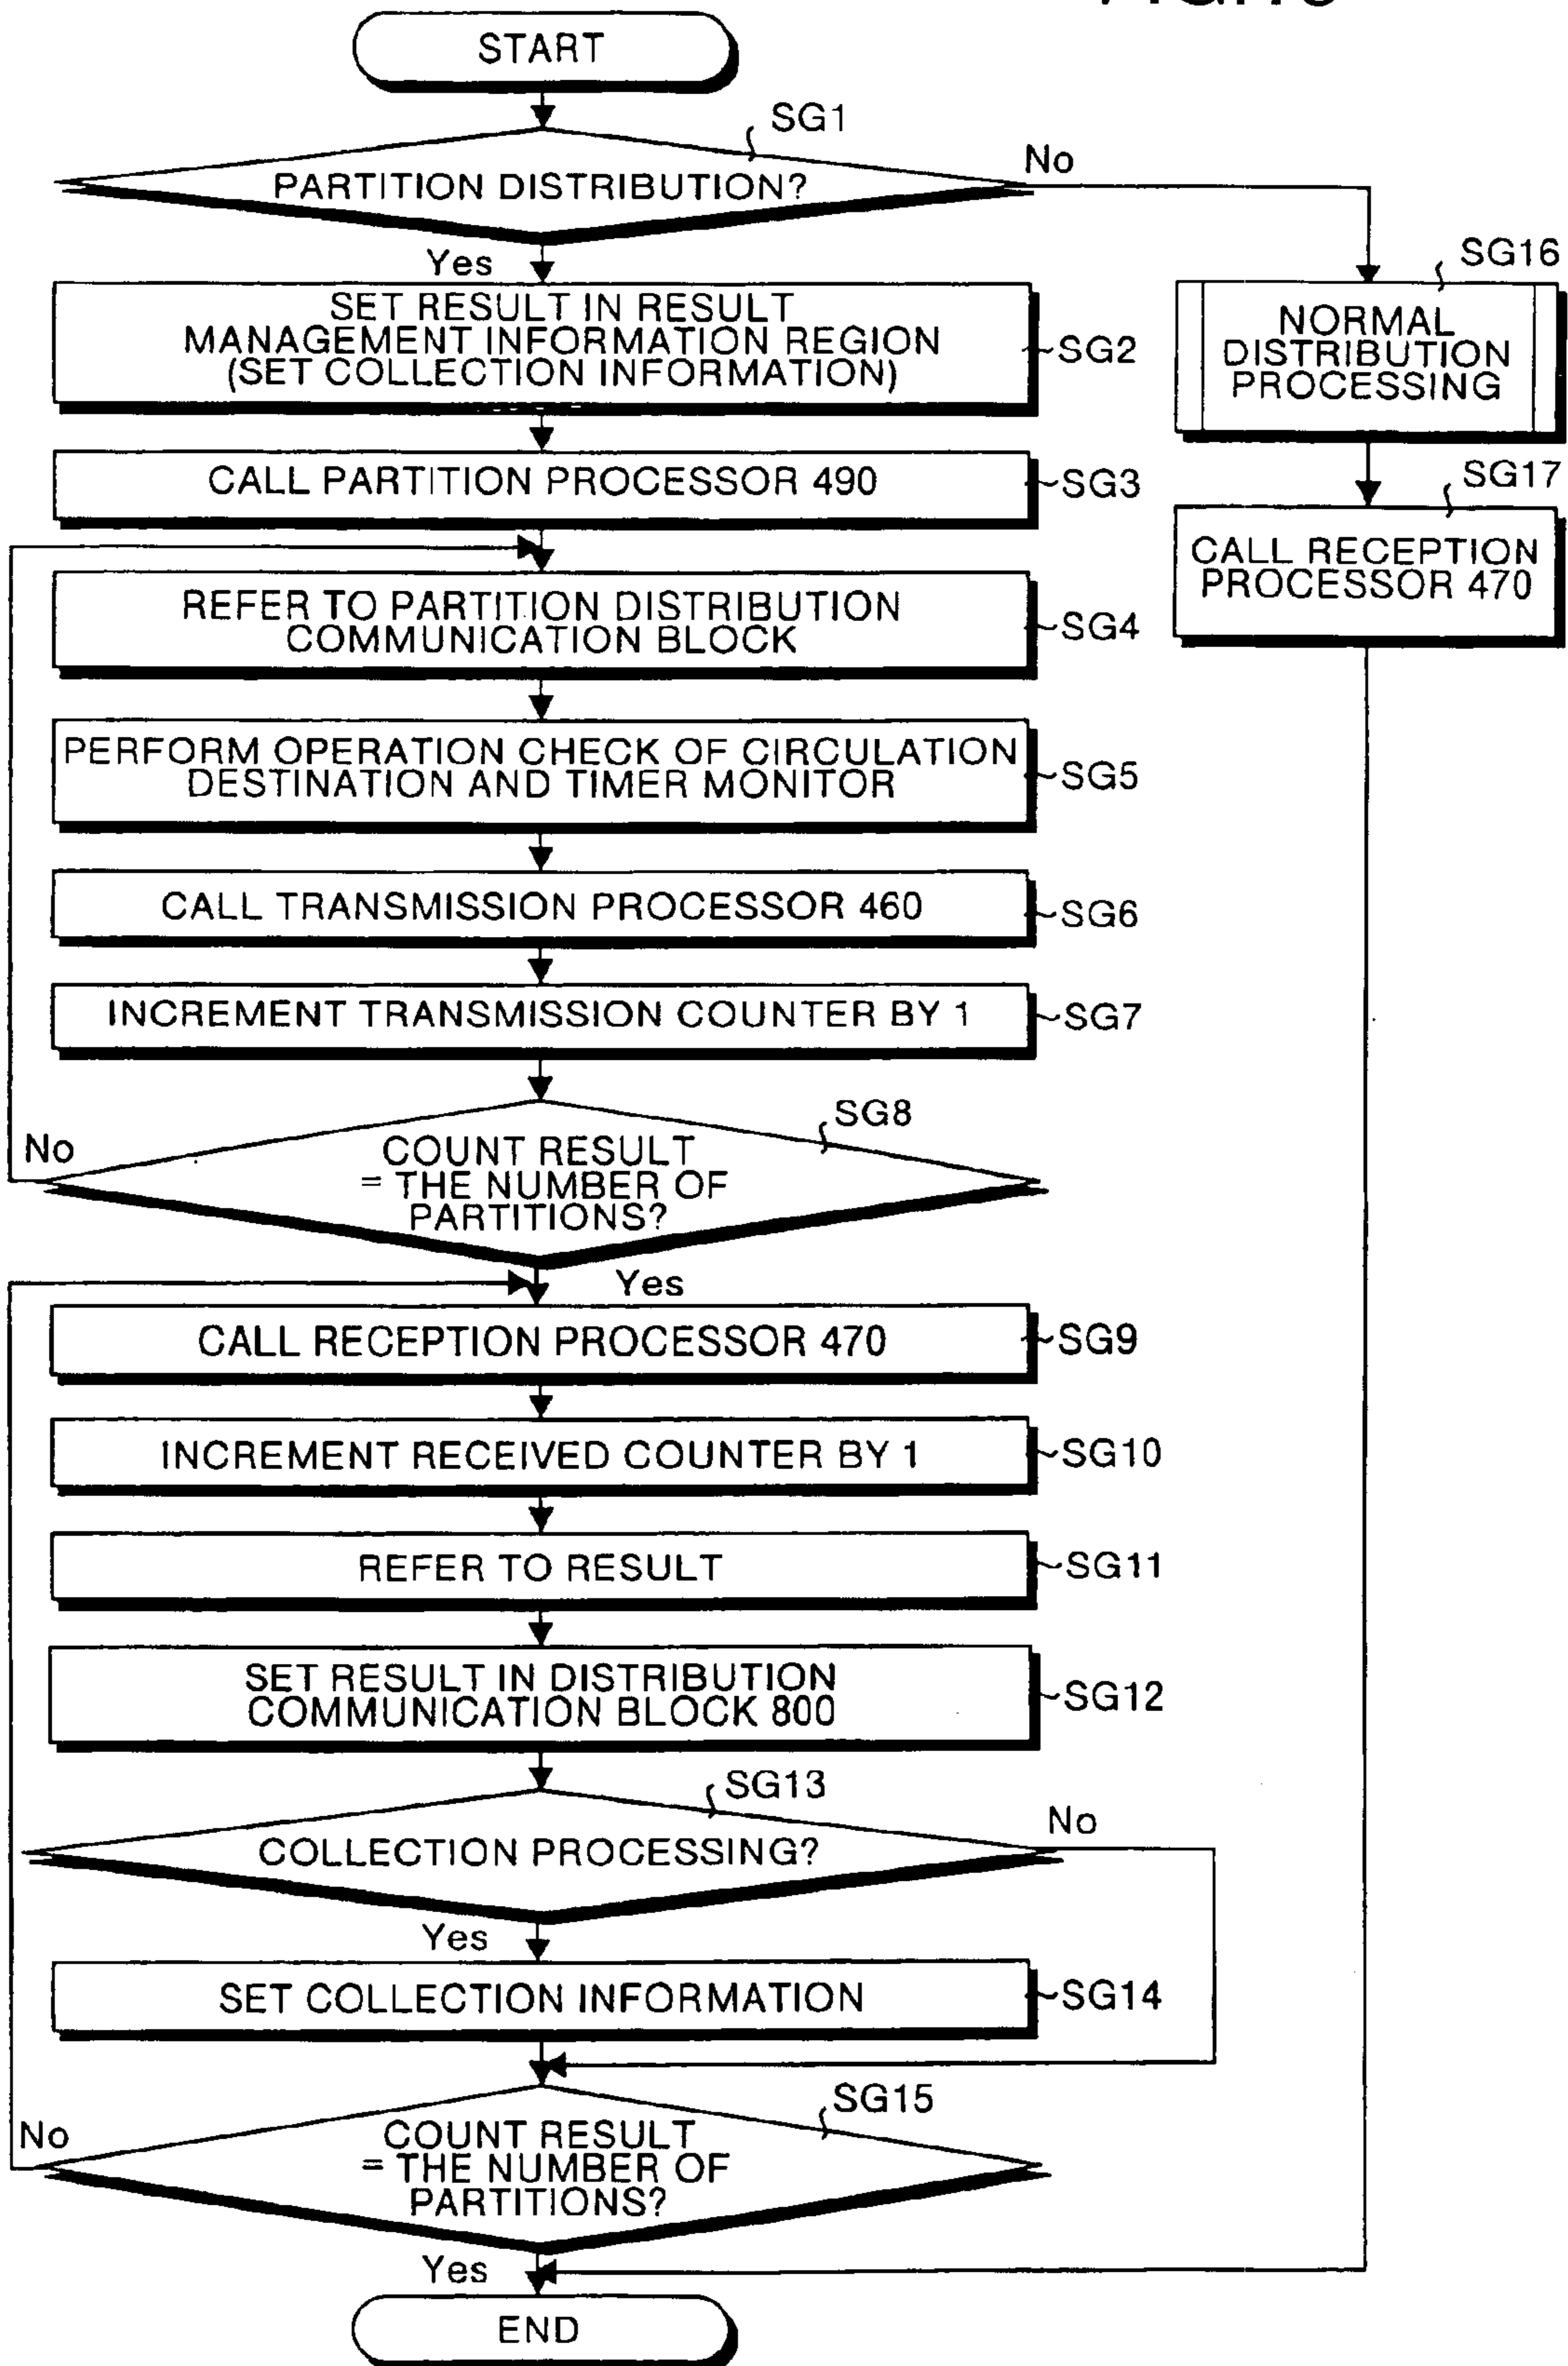 START
SG1
PARTITION DISTRIBUTION?
No
Yes
SET RESULT IN RESULT
MANAGEMENT INFORMATION REGION
(SET COLLECTION INFORMATION)
SG2
SG16
NORMAL
DISTRIBUTION
PROCESSING
CALL PARTITION PROCESSOR 490
SG3
SG17
CALL RECEPTION
PROCESSOR 470
REFER TO PARTITION DISTRIBUTION
COMMUNICATION BLOCK
SG4
PERFORM OPERATION CHECK OF CIRCULATION
DESTINATION AND TIMER MONITOR
SG5
CALL TRANSMISSION PROCESSOR 460
SG6
INCREMENT TRANSMISSION COUNTER BY 1
SG7
SG8
No
COUNT RESULT
= THE NUMBER OF
PARTITIONS?
Yes
CALL RECEPTION PROCESSOR 470
SG9
INCREMENT RECEIVED COUNTER BY 1
SG10
REFER TO RESULT
SG11
SET RESULT IN DISTRIBUTION
COMMUNICATION BLOCK 800
SG12
SG13
No
COLLECTION PROCESSING?
Yes
SET COLLECTION INFORMATION
SG14
SG15
No
COUNT RESULT
= THE NUMBER OF
PARTITIONS?
Yes
END